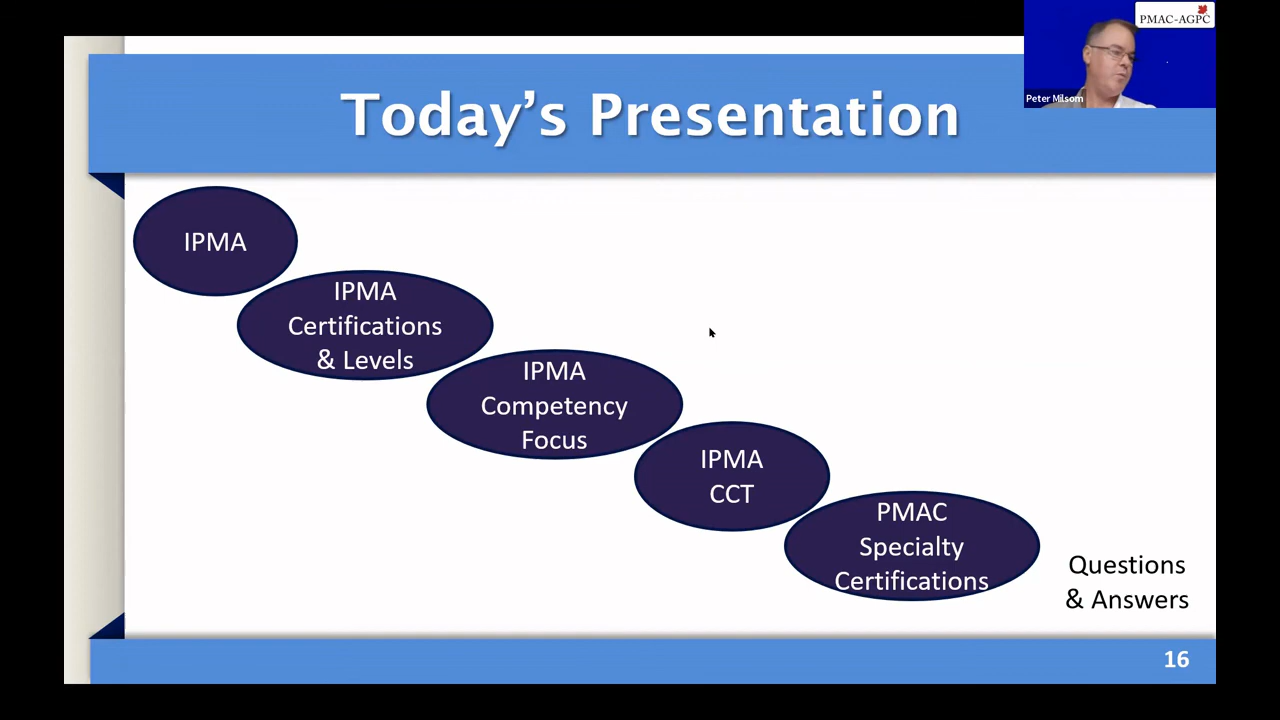 PMAC-AGPC
Peter Milsom
Today's Presentation
IPMA
IPMA
Certifications
& Levels
IPMA
Competency
Focus
IPMA
CCT
PMAC
Specialty
Certifications
Questions
& Answers
16